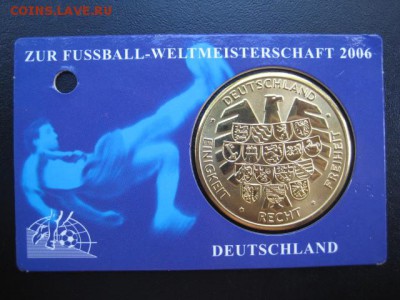 COINS.LAVE.RU
ZUR FUSSBALL-WELTMEISTERSCHAFT 2006
DEUTSCHLAND
EINIGKEIT
FREIHEIT
RECHT
DEUTSCHLAND